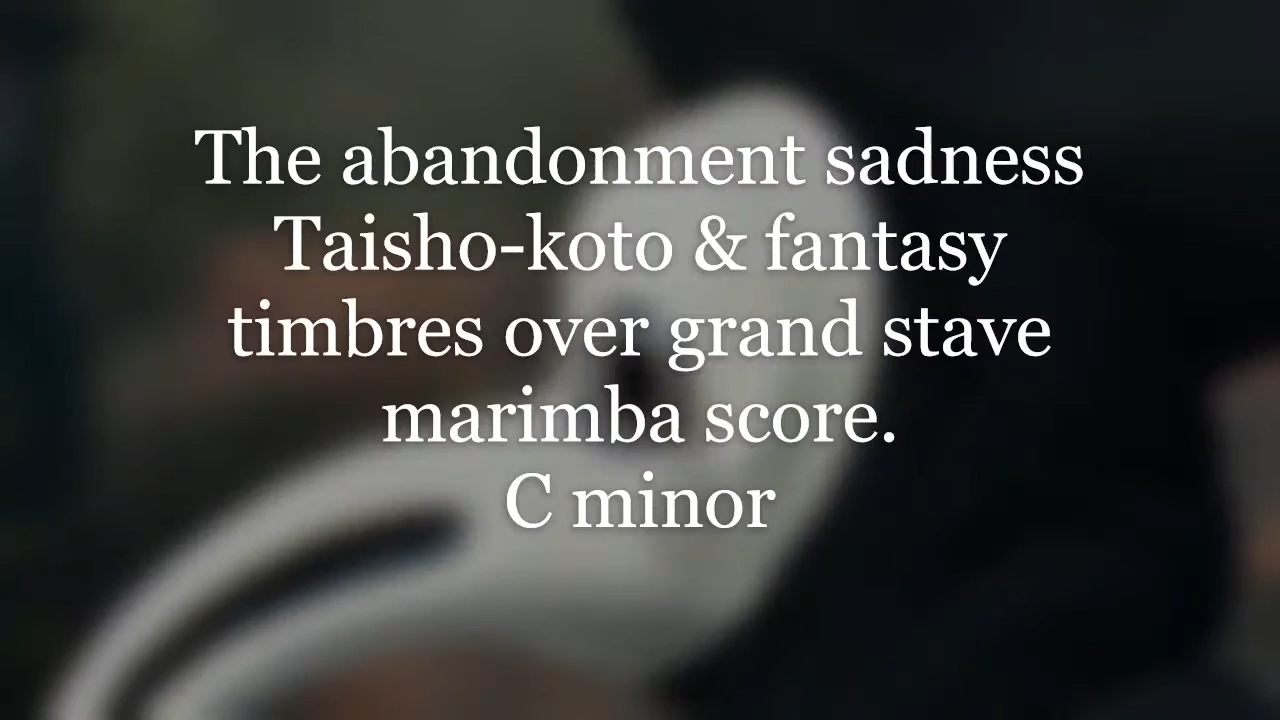 The abandonment sadness
Taisho-koto & fantasy
timbres over grand stave
marimba score.
C minor